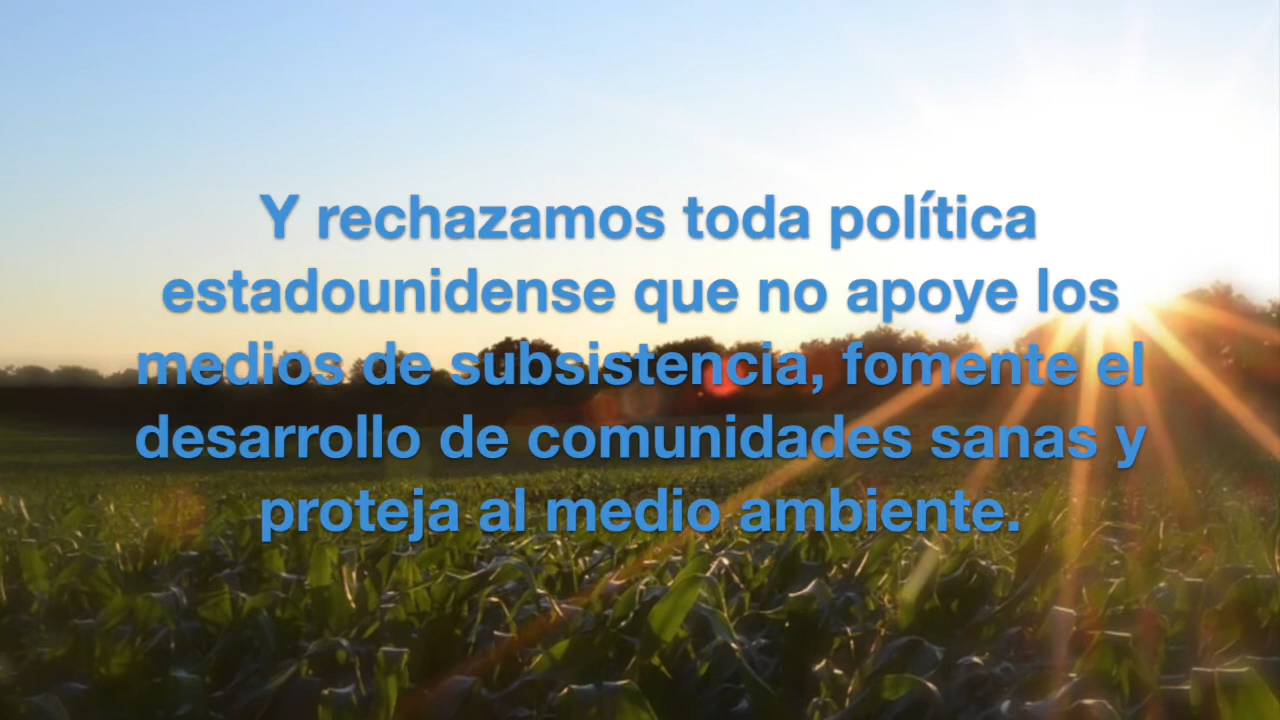 Y rechazamos toda política
estadounidense que no apoye los
medios de subsistencia, fomente el
desarrollo de comunidades sanas y
proteja al medio ambiente.